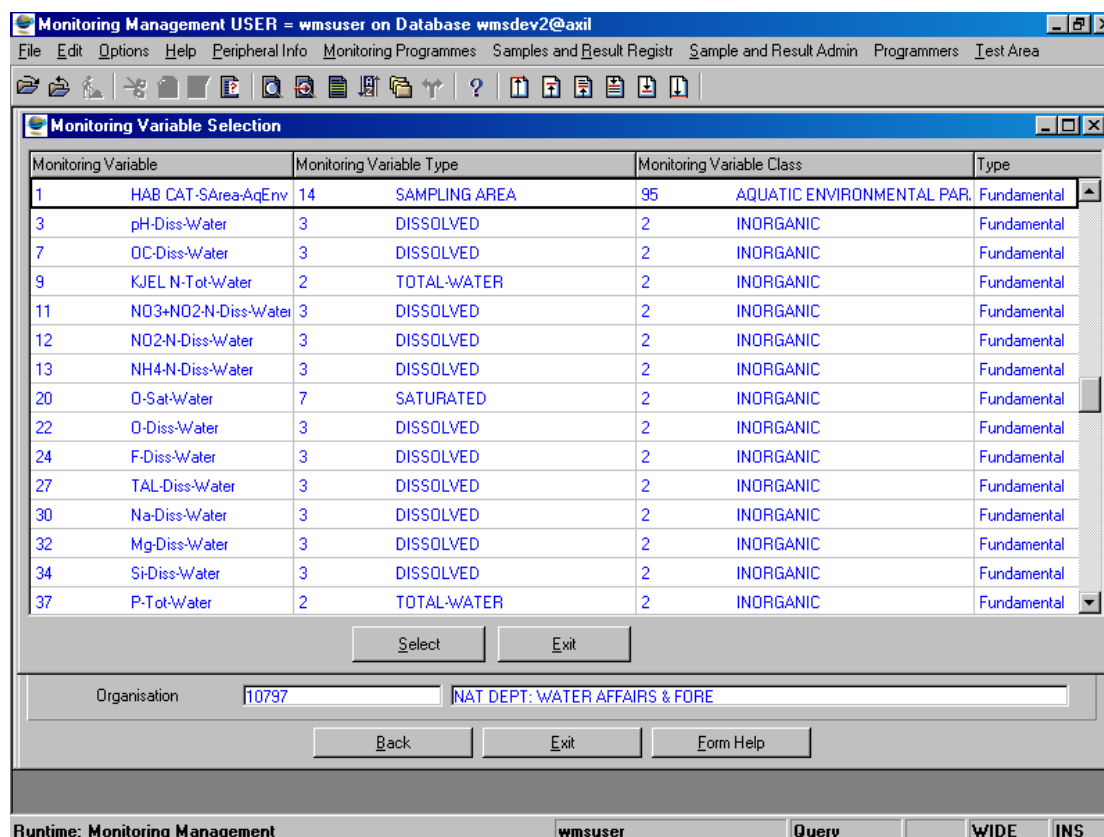 Monitoring Management USER = wmsuser on Database wmsdev2@axil
File Edit Options Help Peripheral Info Monitoring Programmes Samples and Result Registr Sample and Result Admin Programmers Test Area
Monitoring Variable Selection
Monitoring Variable Monitoring Variable Type Monitoring Variable Class Type
1 HAB CAT-SArea-AqEnv 14 SAMPLING AREA 95 AQUATIC ENVIRONMENTAL PAR. Fundamental
3 pH-Diss-Water 3 DISSOLVED 2 INORGANIC Fundamental
7 OC-Diss-Water 3 DISSOLVED 2 INORGANIC Fundamental
9 KJEL N-Tot-Water 2 TOTAL-WATER 2 INORGANIC Fundamental
11 NO3+NO2-N-Diss-Water 3 DISSOLVED 2 INORGANIC Fundamental
12 NO2-N-Diss-Water 3 DISSOLVED 2 INORGANIC Fundamental
13 NH4-N-Diss-Water 3 DISSOLVED 2 INORGANIC Fundamental
20 O-Sat-Water 7 SATURATED 2 INORGANIC Fundamental
22 O-Diss-Water 3 DISSOLVED 2 INORGANIC Fundamental
24 F-Diss-Water 3 DISSOLVED 2 INORGANIC Fundamental
27 TAL-Diss-Water 3 DISSOLVED 2 INORGANIC Fundamental
30 Na-Diss-Water 3 DISSOLVED 2 INORGANIC Fundamental
32 Mg-Diss-Water 3 DISSOLVED 2 INORGANIC Fundamental
34 Si-Diss-Water 3 DISSOLVED 2 INORGANIC Fundamental
37 P-Tot-Water 2 TOTAL-WATER 2 INORGANIC Fundamental
Select Exit
Organisation 10797 NAT DEPT: WATER AFFAIRS & FORE
Back Exit Form Help
Runtime: Monitoring Management wmsuser Query WIDE INS